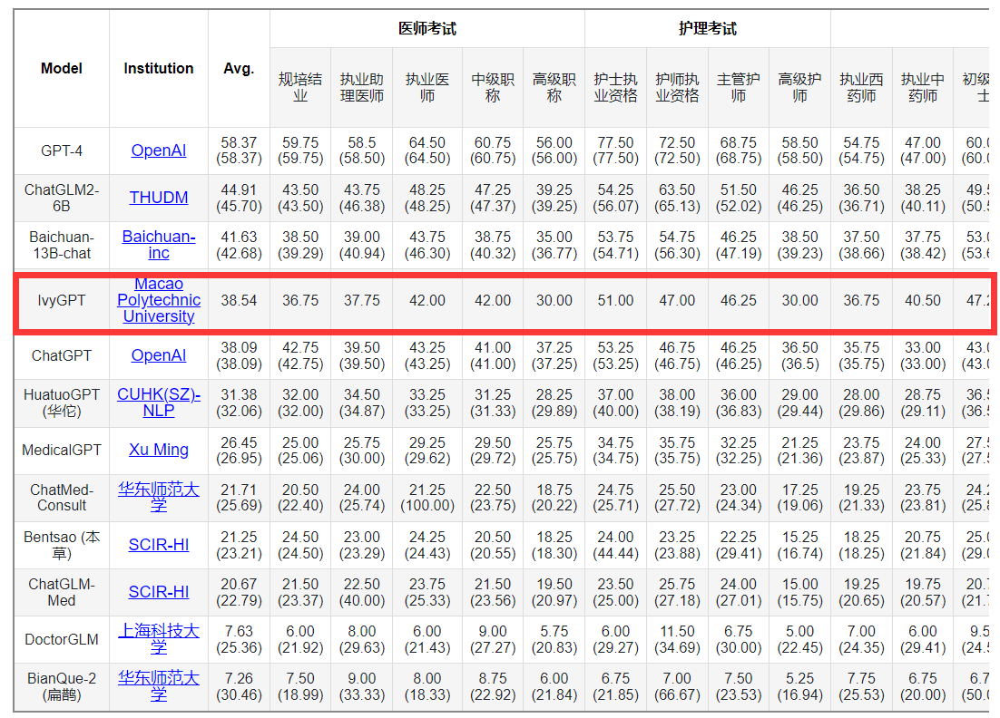 医师考试 护理考试
Model Institution Avg. 规培结业 执业助理医师 执业医师 中级职称 高级职称 护士执业资格 护师执业资格 主管护师 高级护师 执业西药师 执业中药师 初级 士
GPT-4 OpenAI 58.37 59.75 58.5 64.50 60.75 56.00 77.50 72.50 68.75 58.50 54.75 47.00 60.0
(58.37) (59.75) (58.50) (64.50) (60.75) (56.00) (77.50) (72.50) (68.75) (58.50) (54.75) (47.00) (60.0
ChatGLM2-6B THUDM 44.91 43.50 43.75 48.25 47.25 39.25 54.25 63.50 51.50 46.25 36.50 38.25 49.5
(45.70) (43.50) (46.38) (48.25) (47.37) (39.25) (56.07) (65.13) (52.02) (46.25) (36.71) (40.11) (50.5
Baichuan-13B-chat Baichuan-inc 41.63 38.50 39.00 43.75 38.75 35.00 53.75 54.75 46.25 38.50 37.50 37.75 53.0
(42.68) (39.29) (40.94) (46.30) (40.32) (36.77) (54.71) (56.30) (47.19) (39.23) (38.66) (38.42) (53.6
IvyGPT Macao Polytechnic University 38.54 36.75 37.75 42.00 42.00 30.00 51.00 47.00 46.25 30.00 36.75 40.50 47.2
ChatGPT OpenAI 38.09 42.75 39.50 43.25 41.00 37.25 53.25 46.75 46.25 36.50 35.75 33.00 43.0
(38.09) (42.75) (39.50) (43.25) (41.00) (37.25) (53.25) (46.75) (46.25) (36.5) (35.75) (33.00) (43.0
HuatuoGPT (华佗) CUHK(SZ)-NLP 31.38 32.00 34.50 33.25 31.25 28.25 37.00 38.00 36.00 29.00 28.00 28.75 36.5
(32.06) (32.00) (34.87) (33.25) (31.33) (29.89) (40.00) (38.19) (36.83) (29.44) (29.86) (29.11) (36.5
MedicalGPT Xu Ming 26.45 25.00 25.75 29.25 29.50 25.75 34.75 35.75 32.25 21.25 23.75 24.00 27.5
(26.95) (25.06) (30.00) (29.62) (29.72) (25.75) (34.75) (35.75) (32.25) (21.36) (23.87) (25.33) (27.5
ChatMed-Consult 华东师范大学 21.71 20.50 24.00 21.25 22.50 18.75 24.75 25.50 23.00 17.25 19.25 23.75 24.2
(25.69) (22.40) (25.74) (100.00) (23.75) (20.22) (25.71) (27.72) (24.34) (19.06) (21.33) (23.81) (25.8
Bentsao (本草) SCIR-HI 21.25 24.50 23.00 24.25 20.50 18.25 24.00 23.25 22.25 15.25 18.25 20.75 25.0
(23.21) (24.50) (23.29) (24.43) (20.55) (18.30) (44.44) (23.88) (29.41) (16.74) (18.25) (21.84) (29.0
ChatGLM-Med SCIR-HI 20.67 21.50 22.50 23.75 21.50 19.50 23.50 25.75 24.00 15.00 19.25 19.75 20.7
(22.79) (23.37) (40.00) (25.33) (23.56) (20.97) (25.00) (27.18) (27.01) (15.75) (20.65) (20.57) (21.7
DoctorGLM 上海科技大学 7.63 6.00 8.00 6.00 9.00 5.75 6.00 11.50 6.75 5.00 7.00 6.00 9.5
(25.36) (21.92) (29.63) (21.43) (27.27) (20.83) (29.27) (34.69) (30.00) (22.45) (24.35) (29.41) (24.5
BianQue-2 (扁鹊) 华东师范大学 7.26 7.50 9.00 8.00 8.75 6.00 6.75 7.00 7.50 5.25 7.75 6.75 6.7
(30.46) (18.99) (33.33) (18.33) (22.92) (21.84) (21.85) (66.67) (23.53) (16.94) (25.53) (20.00) (50.0